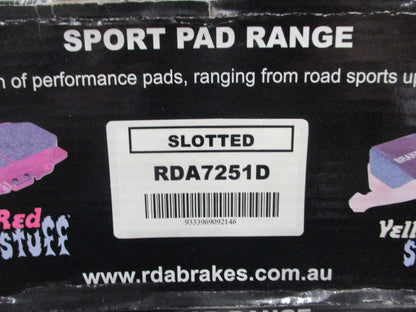 SPORT PAD RANGE
n of performance pads, ranging from road sports up
SLOTTED
RDA7251D
9333969092146
Red
STUFF
Yell
S
www.rdabrakes.com.au